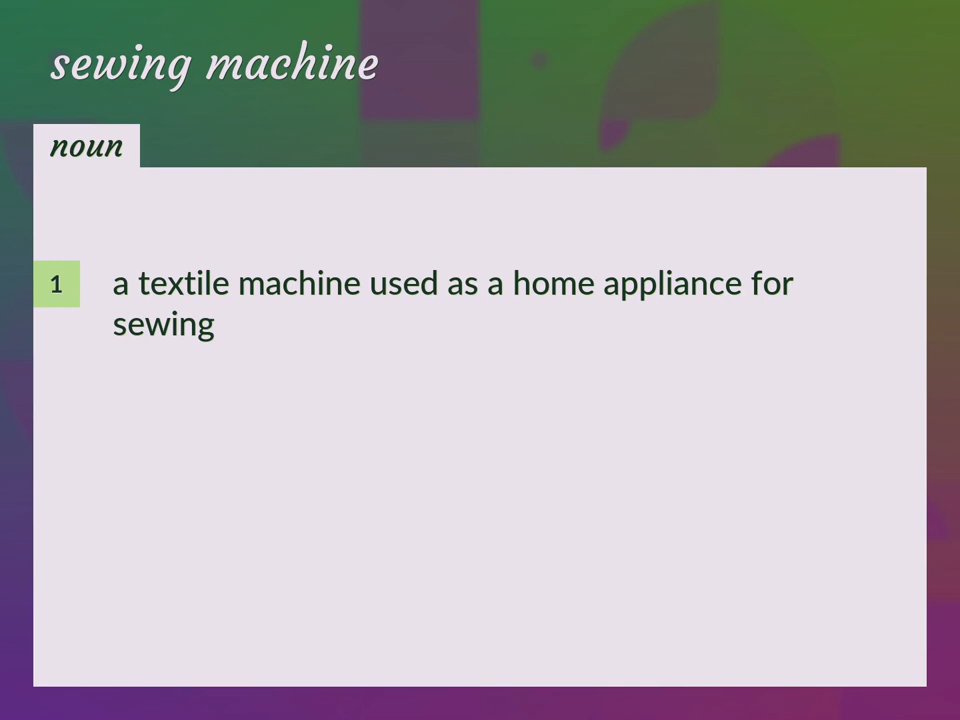 sewing machine
noun
1
a textile machine used as a home appliance for
sewing